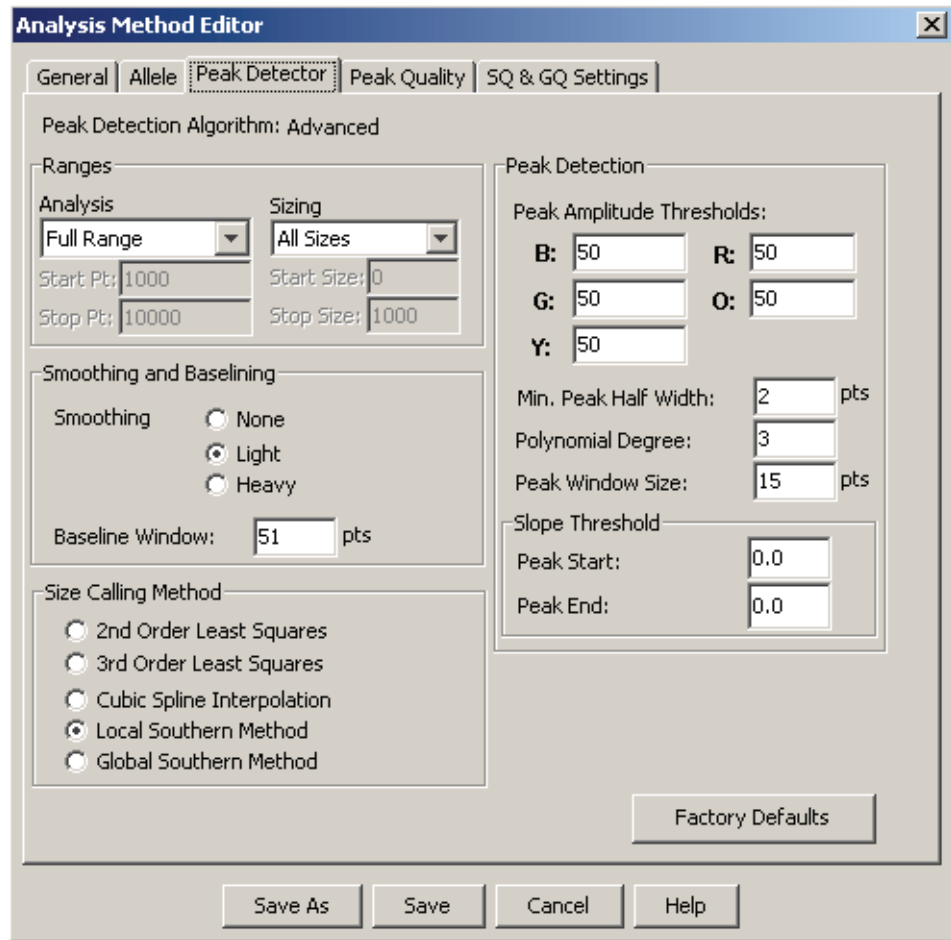 Analysis Method Editor
General Allele Peak Detector Peak Quality SQ & GQ Settings
Peak Detection Algorithm: Advanced
Ranges
Analysis Sizing
Full Range All Sizes
Start Pt: 1000 Start Size: 0
Stop Pt: 10000 Stop Size: 1000
Smoothing and Baselining
Smoothing None
Light
Heavy
Baseline Window: 51 pts
Size Calling Method
2nd Order Least Squares
3rd Order Least Squares
Cubic Spline Interpolation
Local Southern Method
Global Southern Method
Peak Detection
Peak Amplitude Thresholds:
B: 50 R: 50
G: 50 O: 50
Y: 50
Min. Peak Half Width: 2 pts
Polynomial Degree: 3
Peak Window Size: 15 pts
Slope Threshold
Peak Start: 0.0
Peak End: 0.0
Factory Defaults
Save As Save Cancel Help